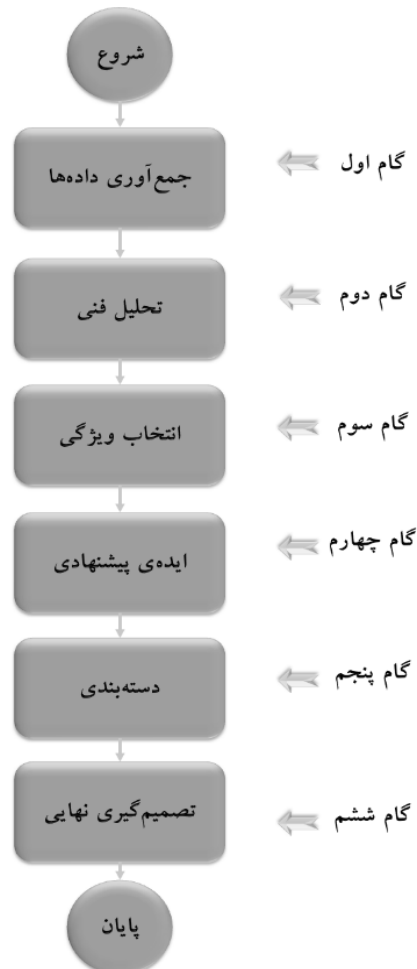 شروع
گام اول
جمع‌آوری داده‌ها
گام دوم
تحلیل فنی
گام سوم
انتخاب ویژگی
گام چهارم
ایده‌ی پیشنهادی
گام پنجم
دسته‌بندی
گام ششم
تصمیم‌گیری نهایی
پایان